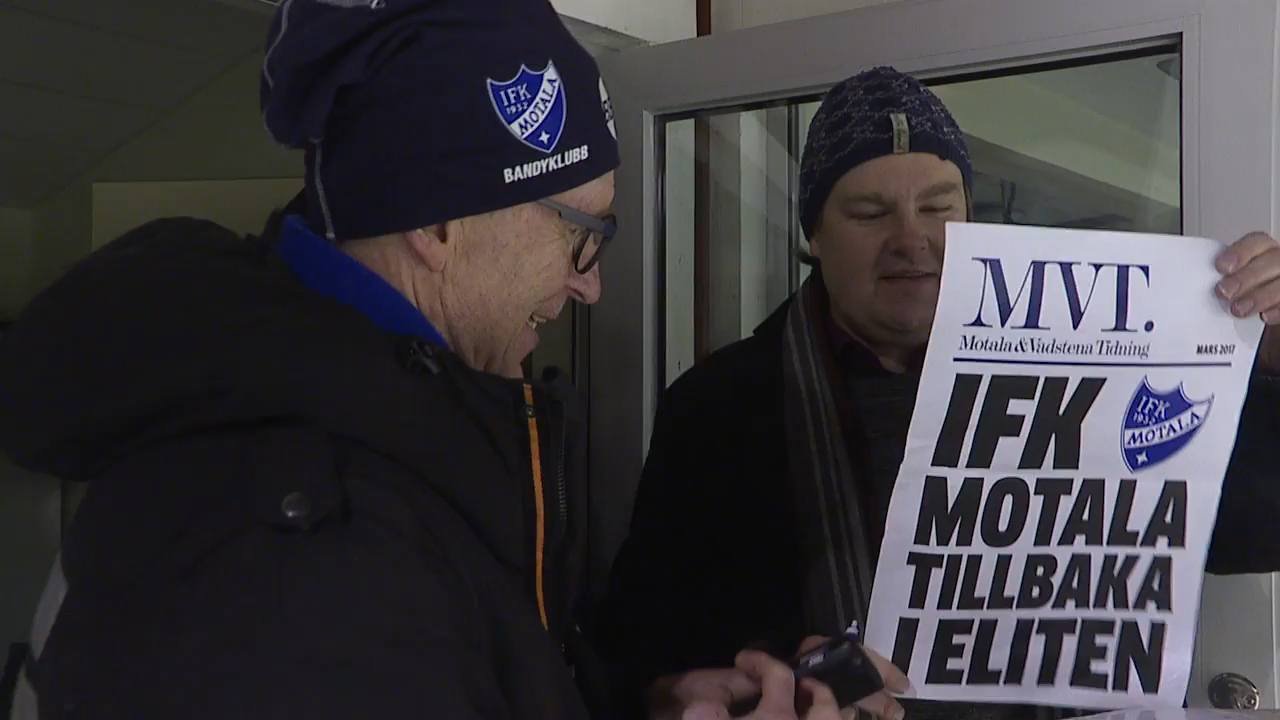 IFK
1932
MOTALA
BANDYKLUBB
MVT.
Motala & Vadstena Tidning
MARS 2017
IFK
IFK
1932
MOTALA
MOTALA
TILLBAKA
I ELITEN